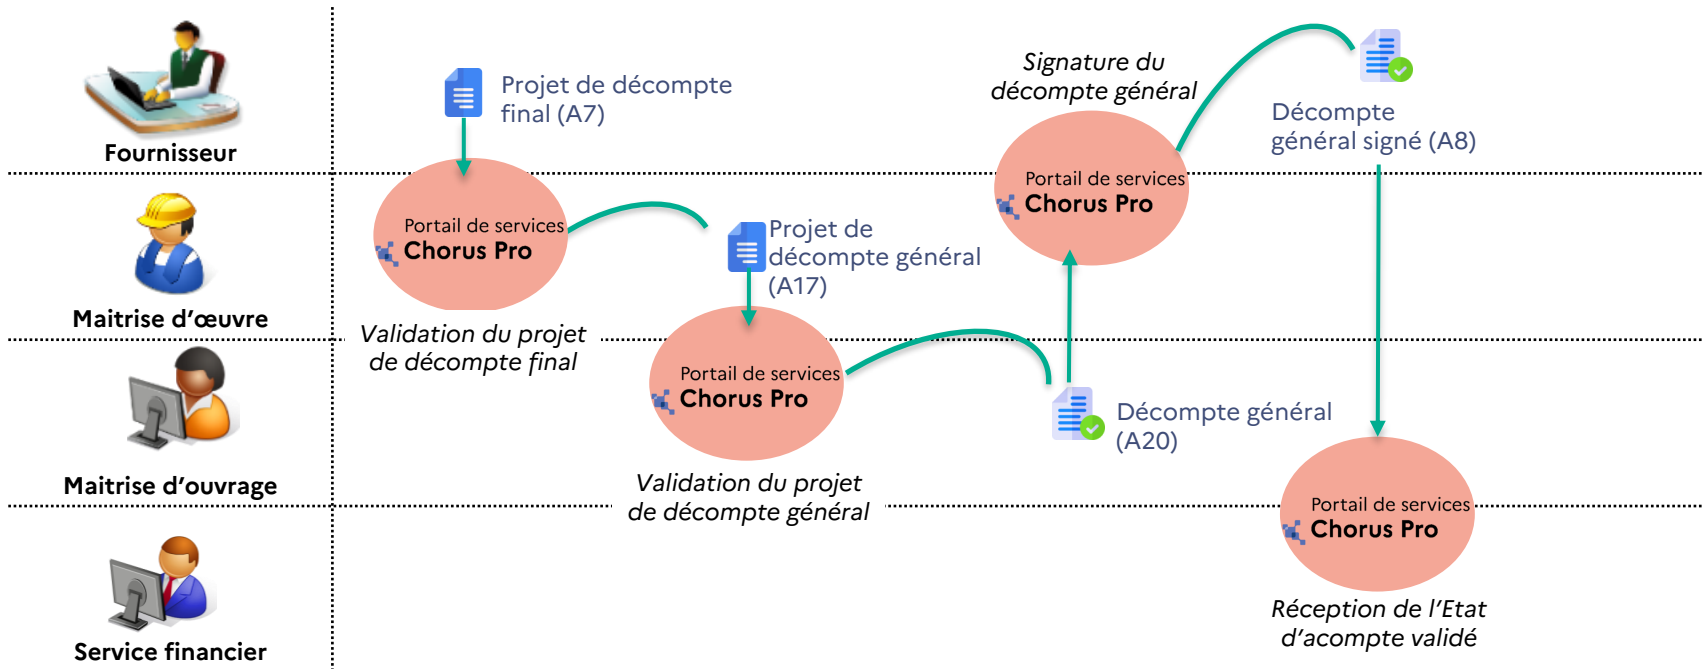 Fournisseur
Projet de décompte
final (A7)
Signature du
décompte général
Décompte
général signé (A8)
Portail de services
Chorus Pro
Maitrise d'œuvre
Portail de services
Chorus Pro
Projet de
décompte général
(A17)
Validation du projet
de décompte final
Maitrise d'ouvrage
Portail de services
Chorus Pro
Décompte général
(A20)
Validation du projet
de décompte général
Service financier
Portail de services
Chorus Pro
Réception de l'Etat
d'acompte validé